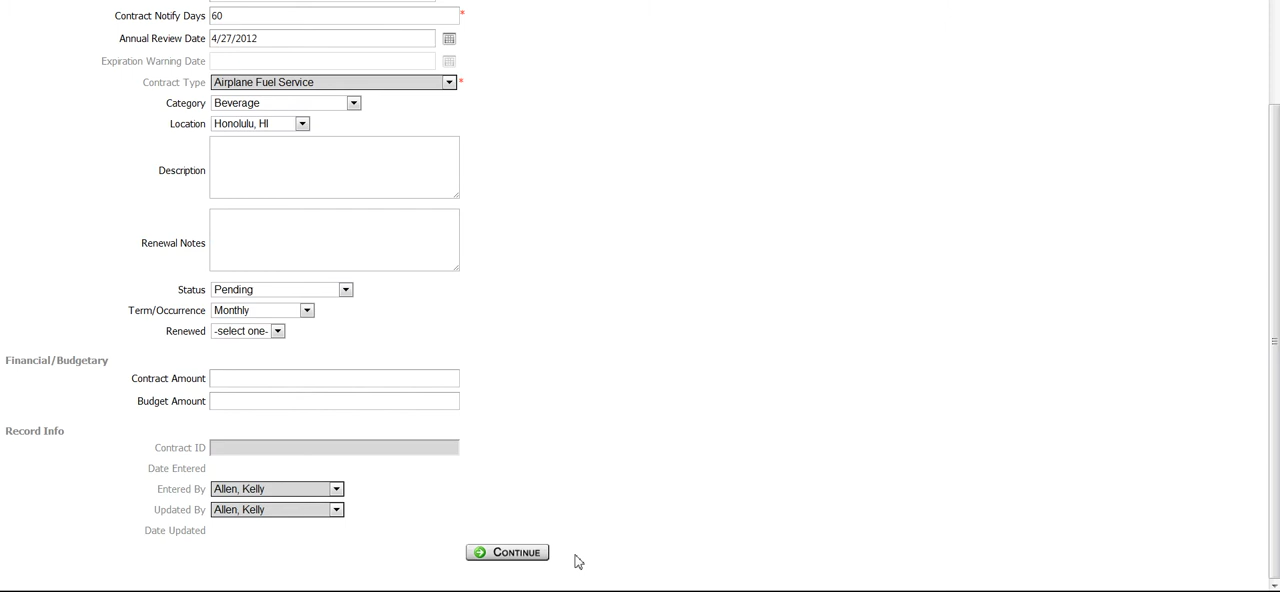 Contract Notify Days 60 *
Annual Review Date 4/27/2012
Expiration Warning Date
Contract Type Airplane Fuel Service *
Category Beverage
Location Honolulu, HI
Description
Renewal Notes
Status Pending
Term/Occurrence Monthly
Renewed -select one-
Financial/Budgetary
Contract Amount
Budget Amount
Record Info
Contract ID
Date Entered
Entered By Allen, Kelly
Updated By Allen, Kelly
Date Updated
CONTINUE